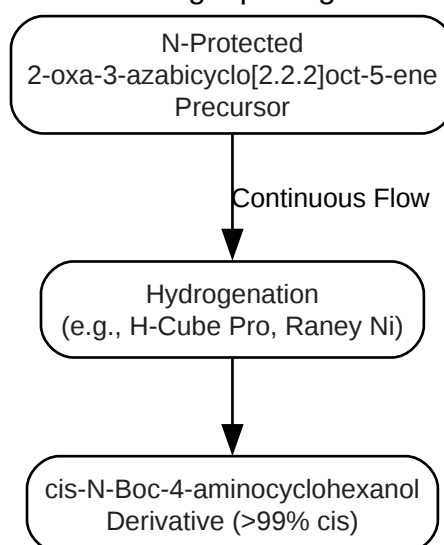 N-Protected
2-oxa-3-azabicyclo[2.2.2]oct-5-ene
Precursor
Continuous Flow
Hydrogenation
(e.g., H-Cube Pro, Raney Ni)
cis-N-Boc-4-aminocyclohexanol
Derivative (>99% cis)